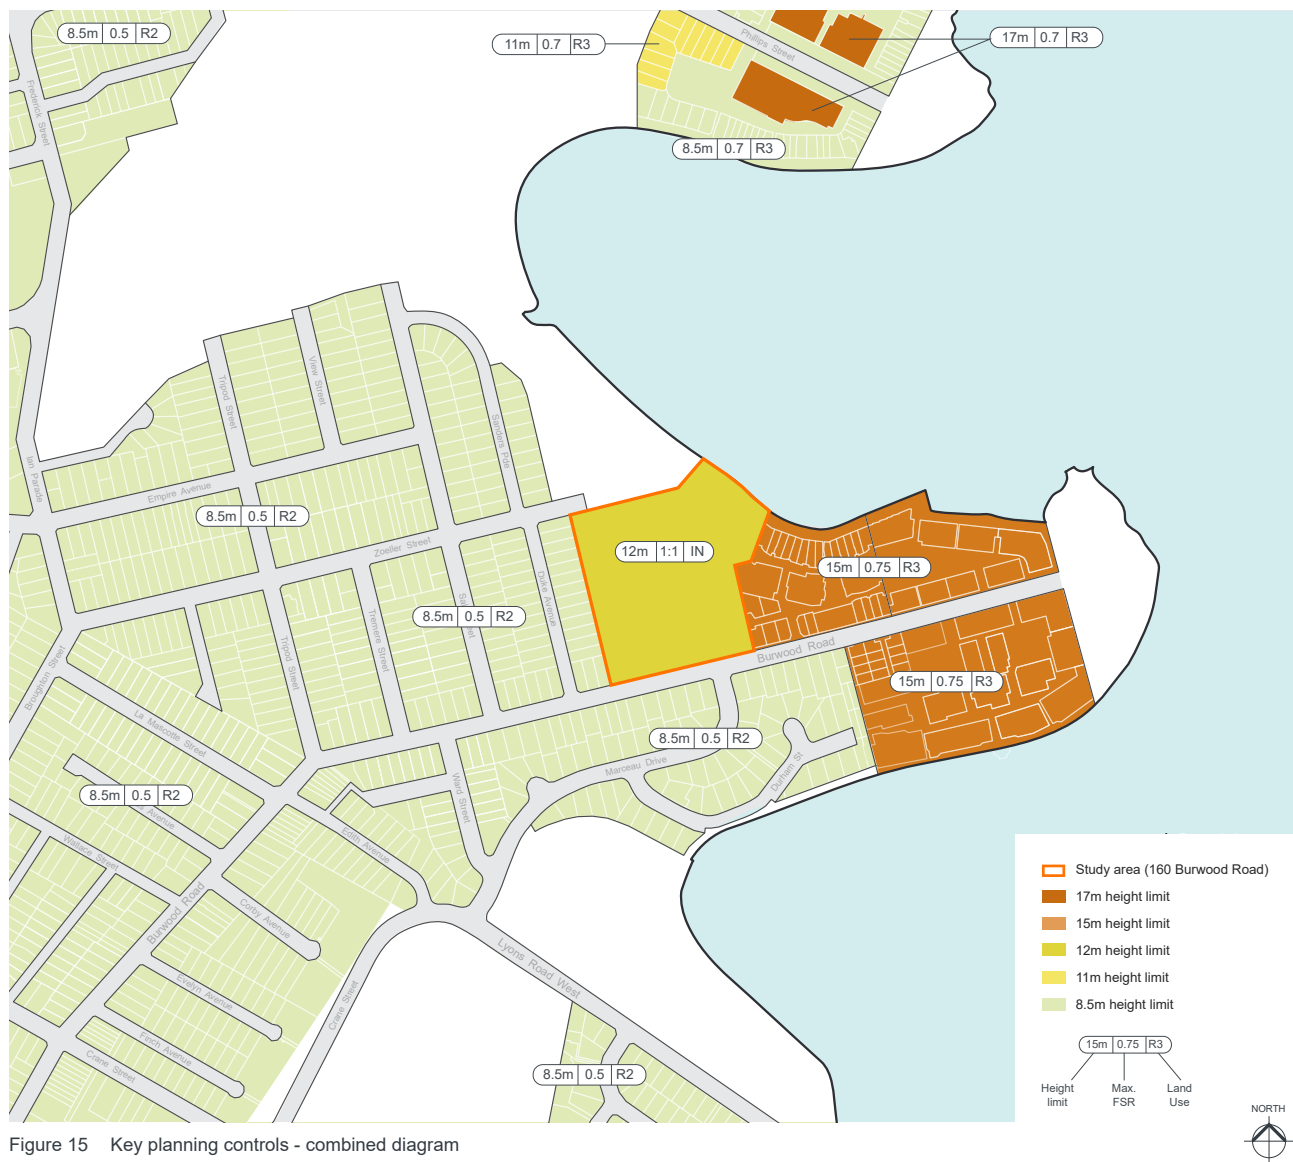 8.5m 0.5 R2
11m 0.7 R3
17m 0.7 R3
Phillips Street
Frederick Street
8.5m 0.7 R3
View Street
Tripod Street
Sanders Pde
Ian Parade
Empire Avenue
8.5m 0.5 R2
Zoeller Street
12m 1:1 IN
15m 0.75 R3
Duke Avenue
8.5m 0.5 R2
Tremere Street
Tripod Street
Burwood Road
Broughton Street
15m 0.75 R3
La Mascotte Street
8.5m 0.5 R2
Marceau Drive
Durham St
8.5m 0.5 R2
Avenue
Ward Street
Edith Avenue
Wallace Street
Burwood Road
Corby Avenue
Lyons Road West
Evelyn Avenue
Crane Street
Finch Avenue
Crane Street
8.5m 0.5 R2
Study area (160 Burwood Road)
17m height limit
15m height limit
12m height limit
11m height limit
8.5m height limit
15m 0.75 R3
Height limit
Max. FSR
Land Use
NORTH
Figure 15 Key planning controls - combined diagram